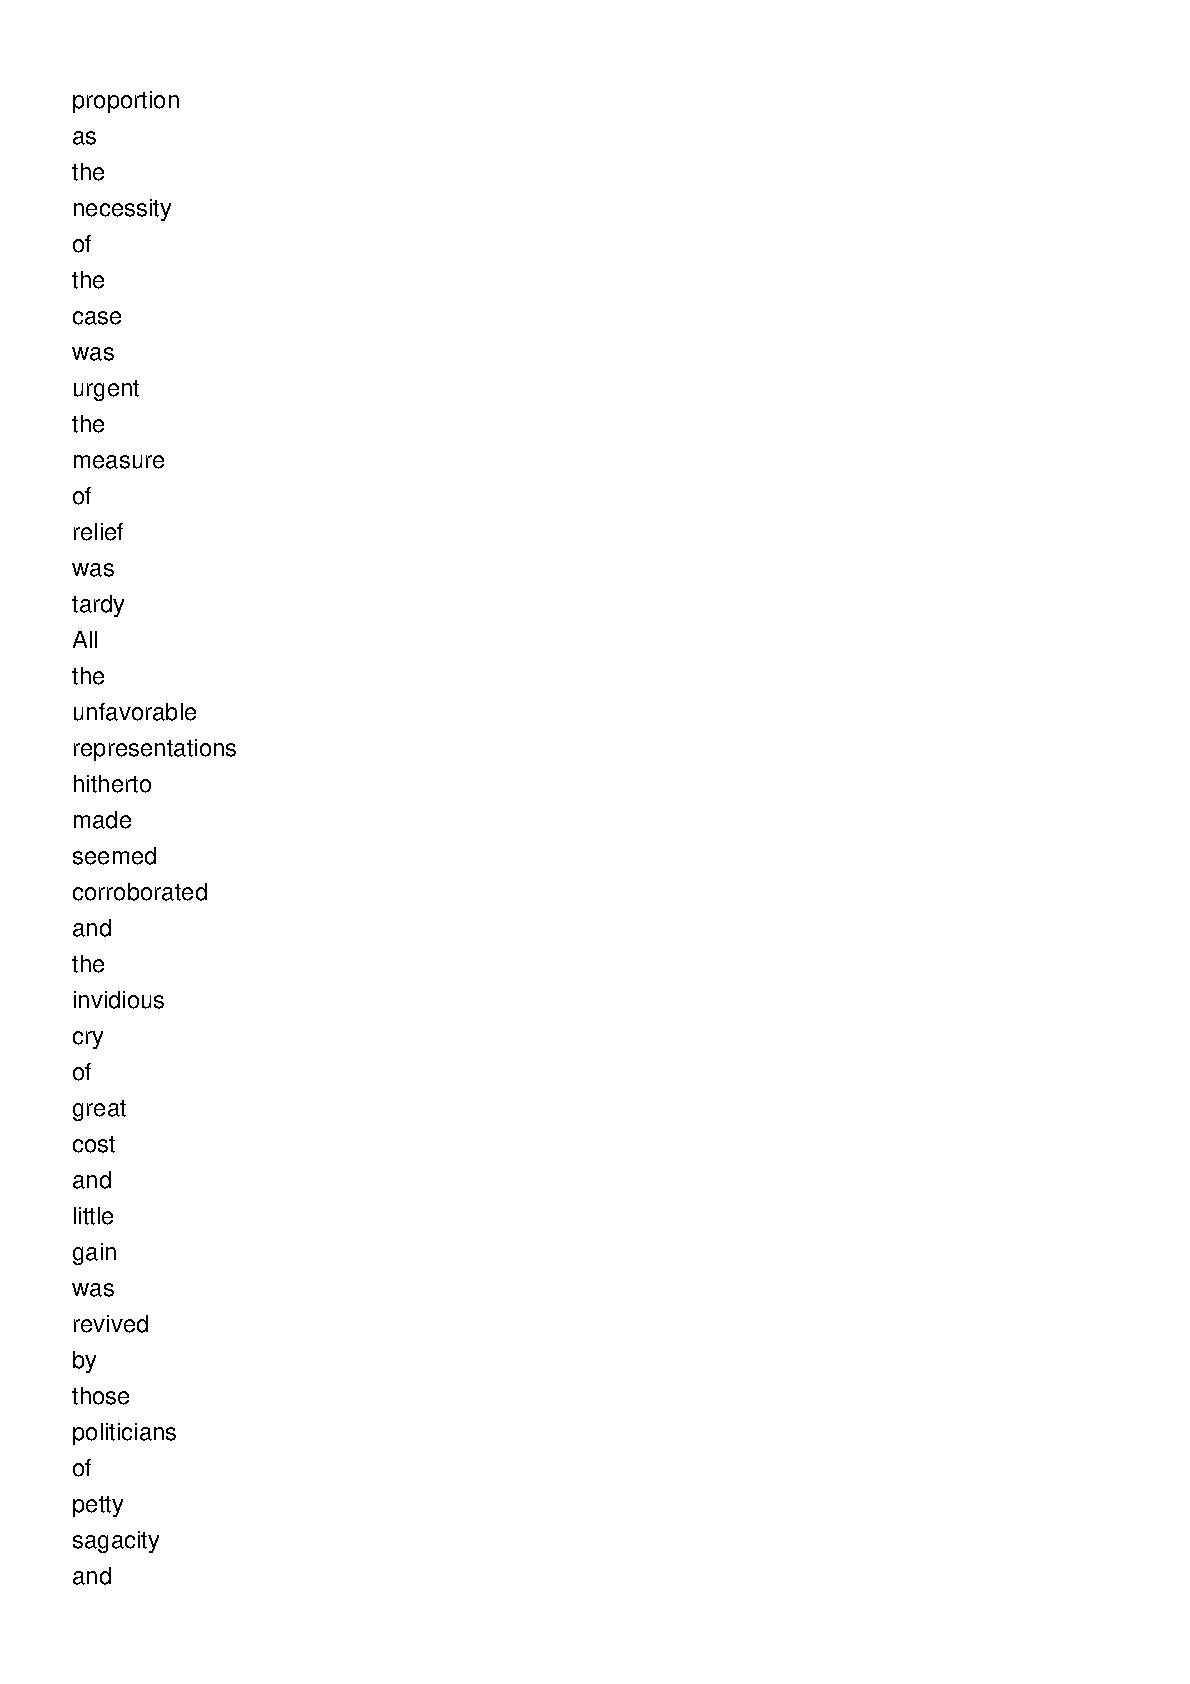 proportion
as
the
necessity
of
the
case
was
urgent
the
measure
of
relief
was
tardy
All
the
unfavorable
representations
hitherto
made
seemed
corroborated
and
the
invidious
cry
of
great
cost
and
little
gain
was
revived
by
those
politicians
of
petty
sagacity
and